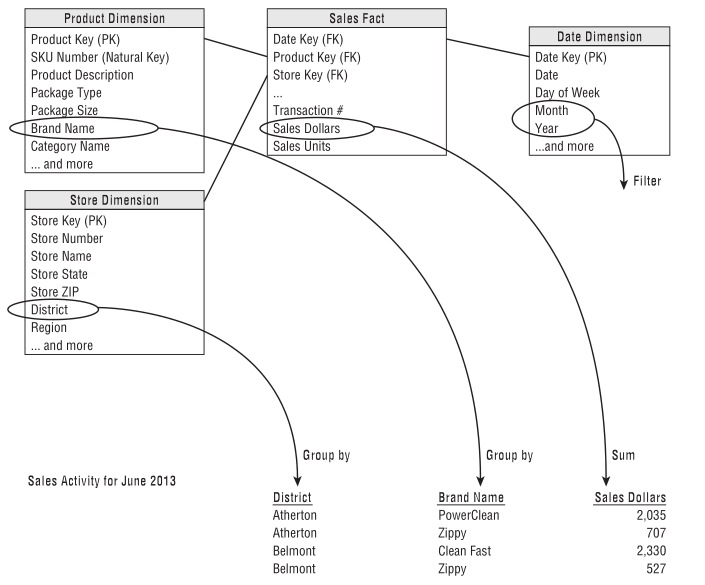 Product Dimension
Product Key (PK)
SKU Number (Natural Key)
Product Description
Package Type
Package Size
Brand Name
Category Name
... and more
Sales Fact
Date Key (FK)
Product Key (FK)
Store Key (FK)
...
Transaction #
Sales Dollars
Sales Units
Date Dimension
Date Key (PK)
Date
Day of Week
Month
Year
...and more
Filter
Store Dimension
Store Key (PK)
Store Number
Store Name
Store State
Store ZIP
District
Region
... and more
Group by
Group by
Sum
Sales Activity for June 2013
District Brand Name Sales Dollars
Atherton PowerClean 2,035
Atherton Zippy 707
Belmont Clean Fast 2,330
Belmont Zippy 527